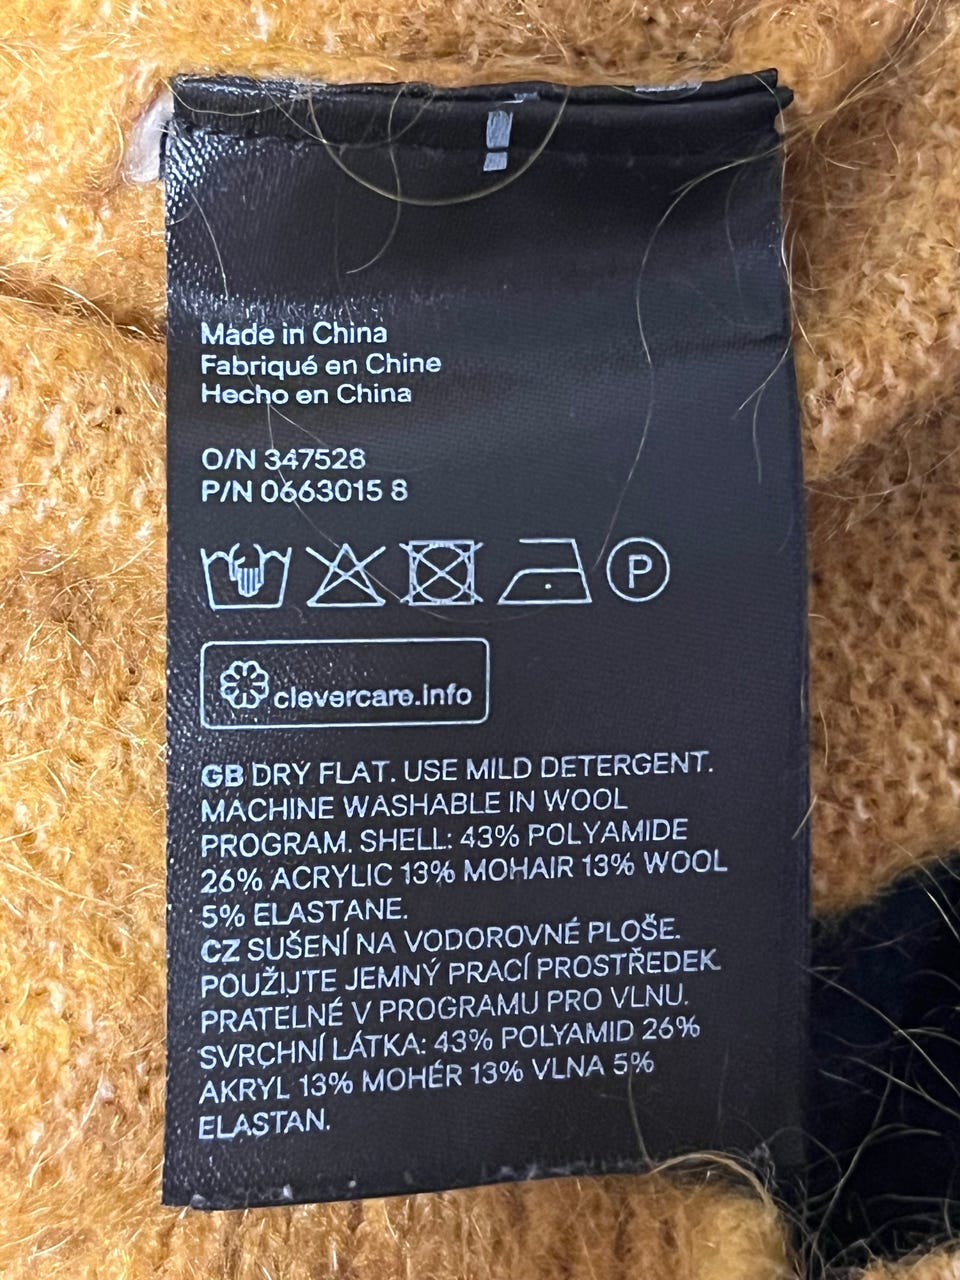 Made in China
Fabriqué en Chine
Hecho en China
O/N 347528
P/N 0663015 8
P
clevercare.info
GB DRY FLAT. USE MILD DETERGENT.
MACHINE WASHABLE IN WOOL
PROGRAM. SHELL: 43% POLYAMIDE
26% ACRYLIC 13% MOHAIR 13% WOOL
5% ELASTANE.
CZ SUŠENÍ NA VODOROVNÉ PLOŠE.
POUŽIJTE JEMNÝ PRACÍ PROSTŘEDEK
PRATELNÉ V PROGRAMU PRO VLNU.
SVRCHNÍ LÁTKA: 43% POLYAMID 26%
AKRYL 13% MOHÉR 13% VLNA 5%
ELASTAN.